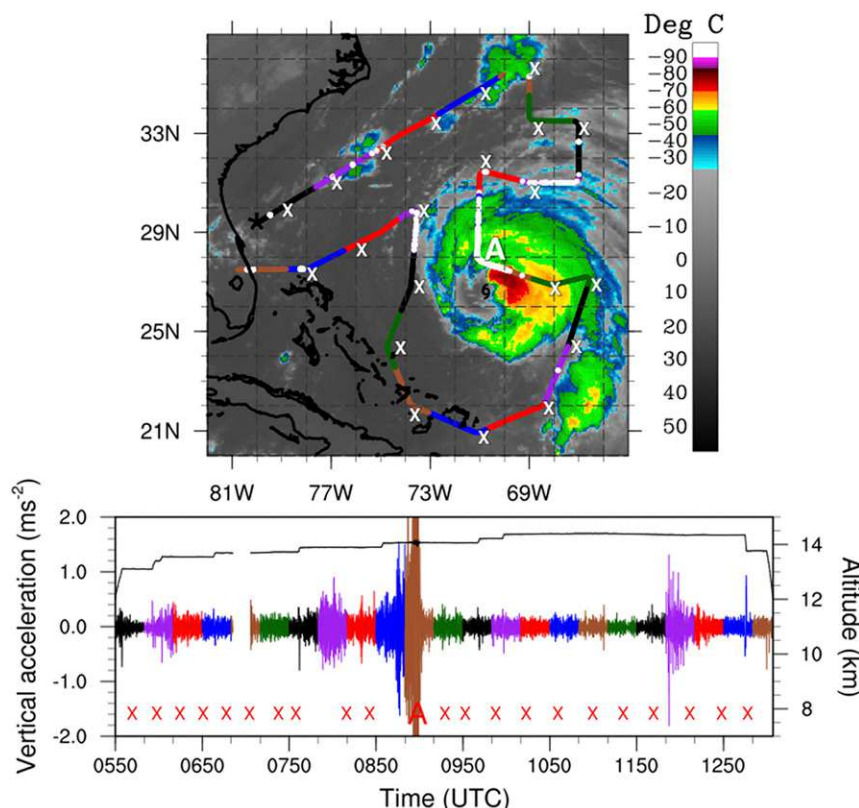 Deg C
-90
-80
-70
-60
-50
-40
-30
-20
-10
0
10
20
30
40
50
33N
29N
25N
21N
81W 77W 73W 69W
X X X X X X X X X X X X X X X X X X X X X
A
Vertical acceleration (ms-2)
2.0
1.0
0.0
-1.0
-2.0
14
12
11
10
8
Altitude (km)
X X X X X X X X X A X X X X X X X X X X X
0550 0650 0750 0850 0950 1050 1150 1250
Time (UTC)